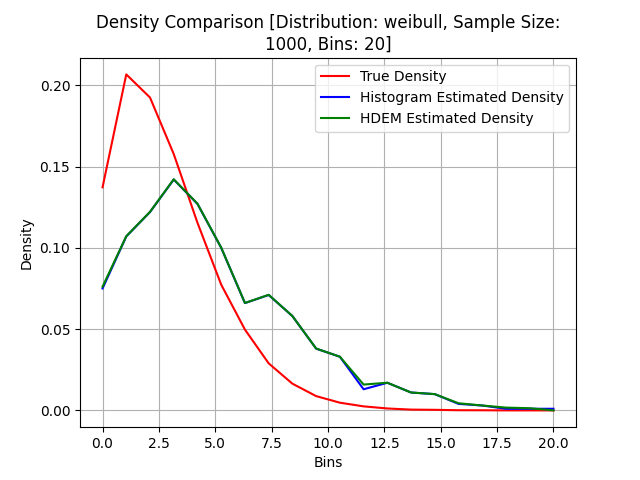 Density Comparison [Distribution: weibull, Sample Size:
1000, Bins: 20]
True Density
Histogram Estimated Density
HDEM Estimated Density
Density
0.20
0.15
0.10
0.05
0.00
0.0 2.5 5.0 7.5 10.0 12.5 15.0 17.5 20.0
Bins